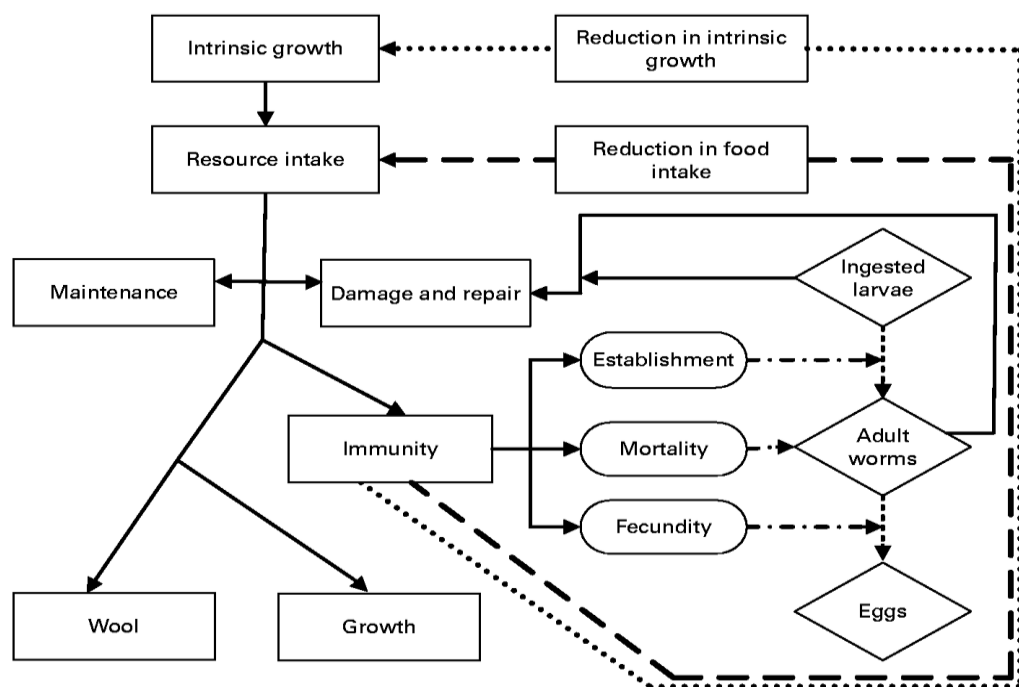 Intrinsic growth
Reduction in intrinsic
growth
Resource intake
Reduction in food
intake
Maintenance
Damage and repair
Ingested
larvae
Establishment
Immunity
Mortality
Adult
worms
Fecundity
Wool
Growth
Eggs